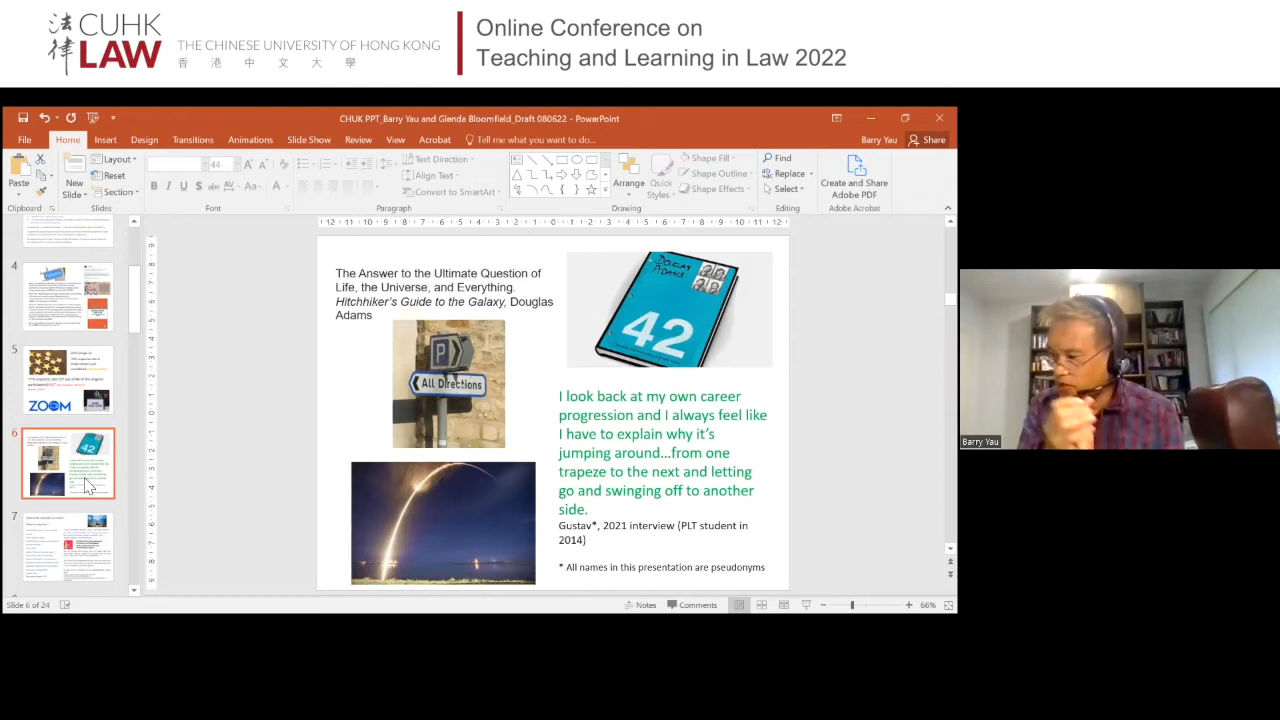 法律
CUHK
LAW
THE CHINESE UNIVERSITY OF HONG KONG
香港中文大學
Online Conference on
Teaching and Learning in Law 2022
CHUK PPT_Barry Yau and Glenda Bloomfield_Draft 080622 - PowerPoint
File Home Insert Design Transitions Animations Slide Show Review View Acrobat Tell me what you want to do...
Barry Yau Share
Paste
New
Slide
Layout
Reset
Section
44
Text Direction
Align Text
Convert to SmartArt
Arrange
Quick
Styles
Shape Fill
Shape Outline
Shape Effects
Find
Replace
Select
Create and Share
Adobe PDF
Clipboard Slides Font Paragraph Drawing Editing Adobe Acrobat
4
5
ZOOM
6
42
7
The Answer to the Ultimate Question of
Life, the Universe, and Everything,
Hitchhiker's Guide to the Galaxy, Douglas
Adams
DOUGLAS
ADAMS
42
P
All Directions
I look back at my own career
progression and I always feel like
I have to explain why it's
jumping around...from one
trapeze to the next and letting
go and swinging off to another
side.
Gustav*, 2021 interview (PLT student
2014)
* All names in this presentation are pseudonyms
Barry Yau
Slide 6 of 24
Notes Comments
66%